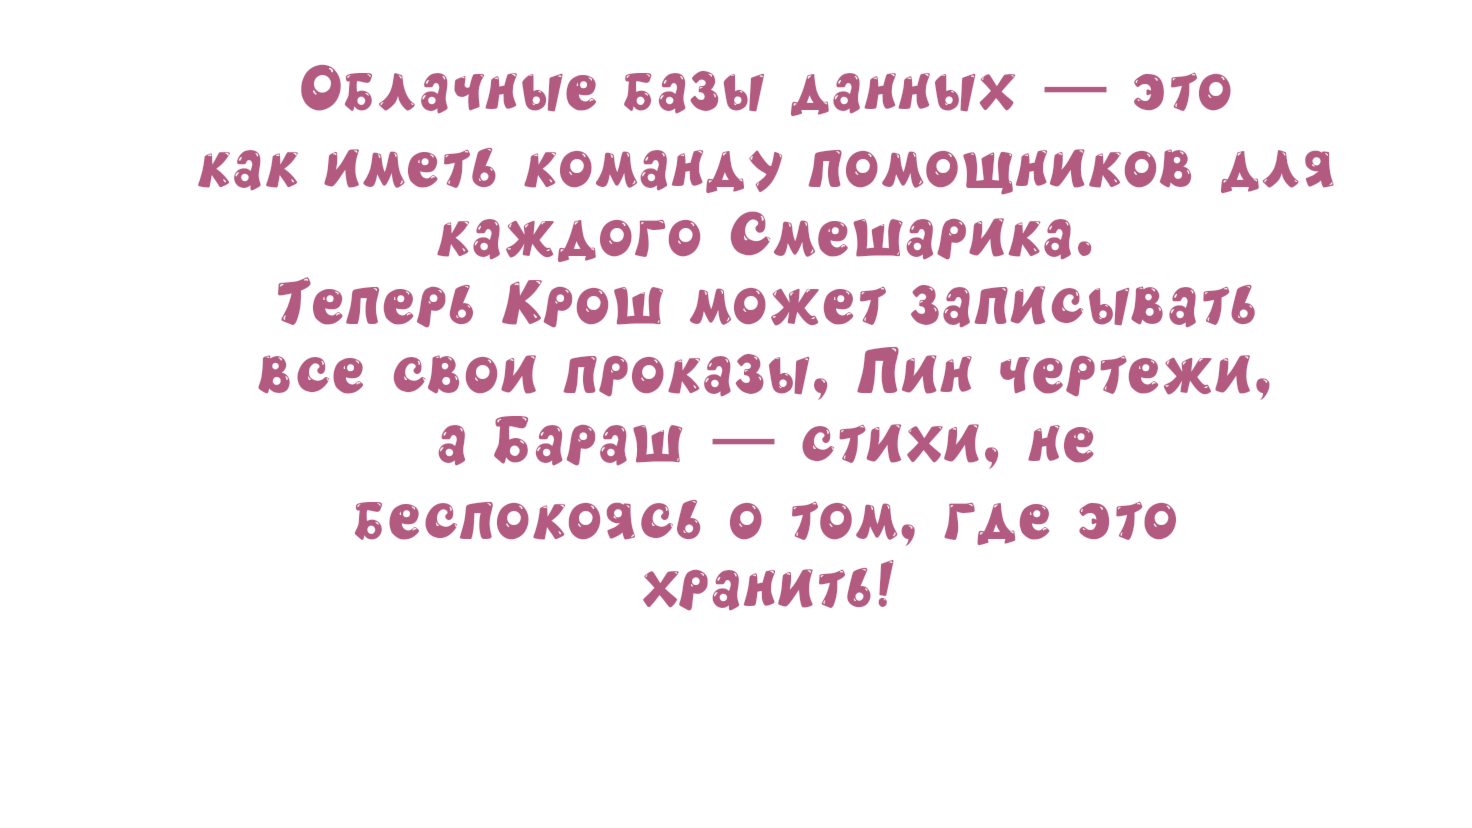 Облачные базы данных — это
как иметь команду помощников для
каждого Смешарика.
Теперь Крош может записывать
все свои проказы, Пин чертежи,
а Бараш — стихи, не
беспокоясь о том, где это
хранить!